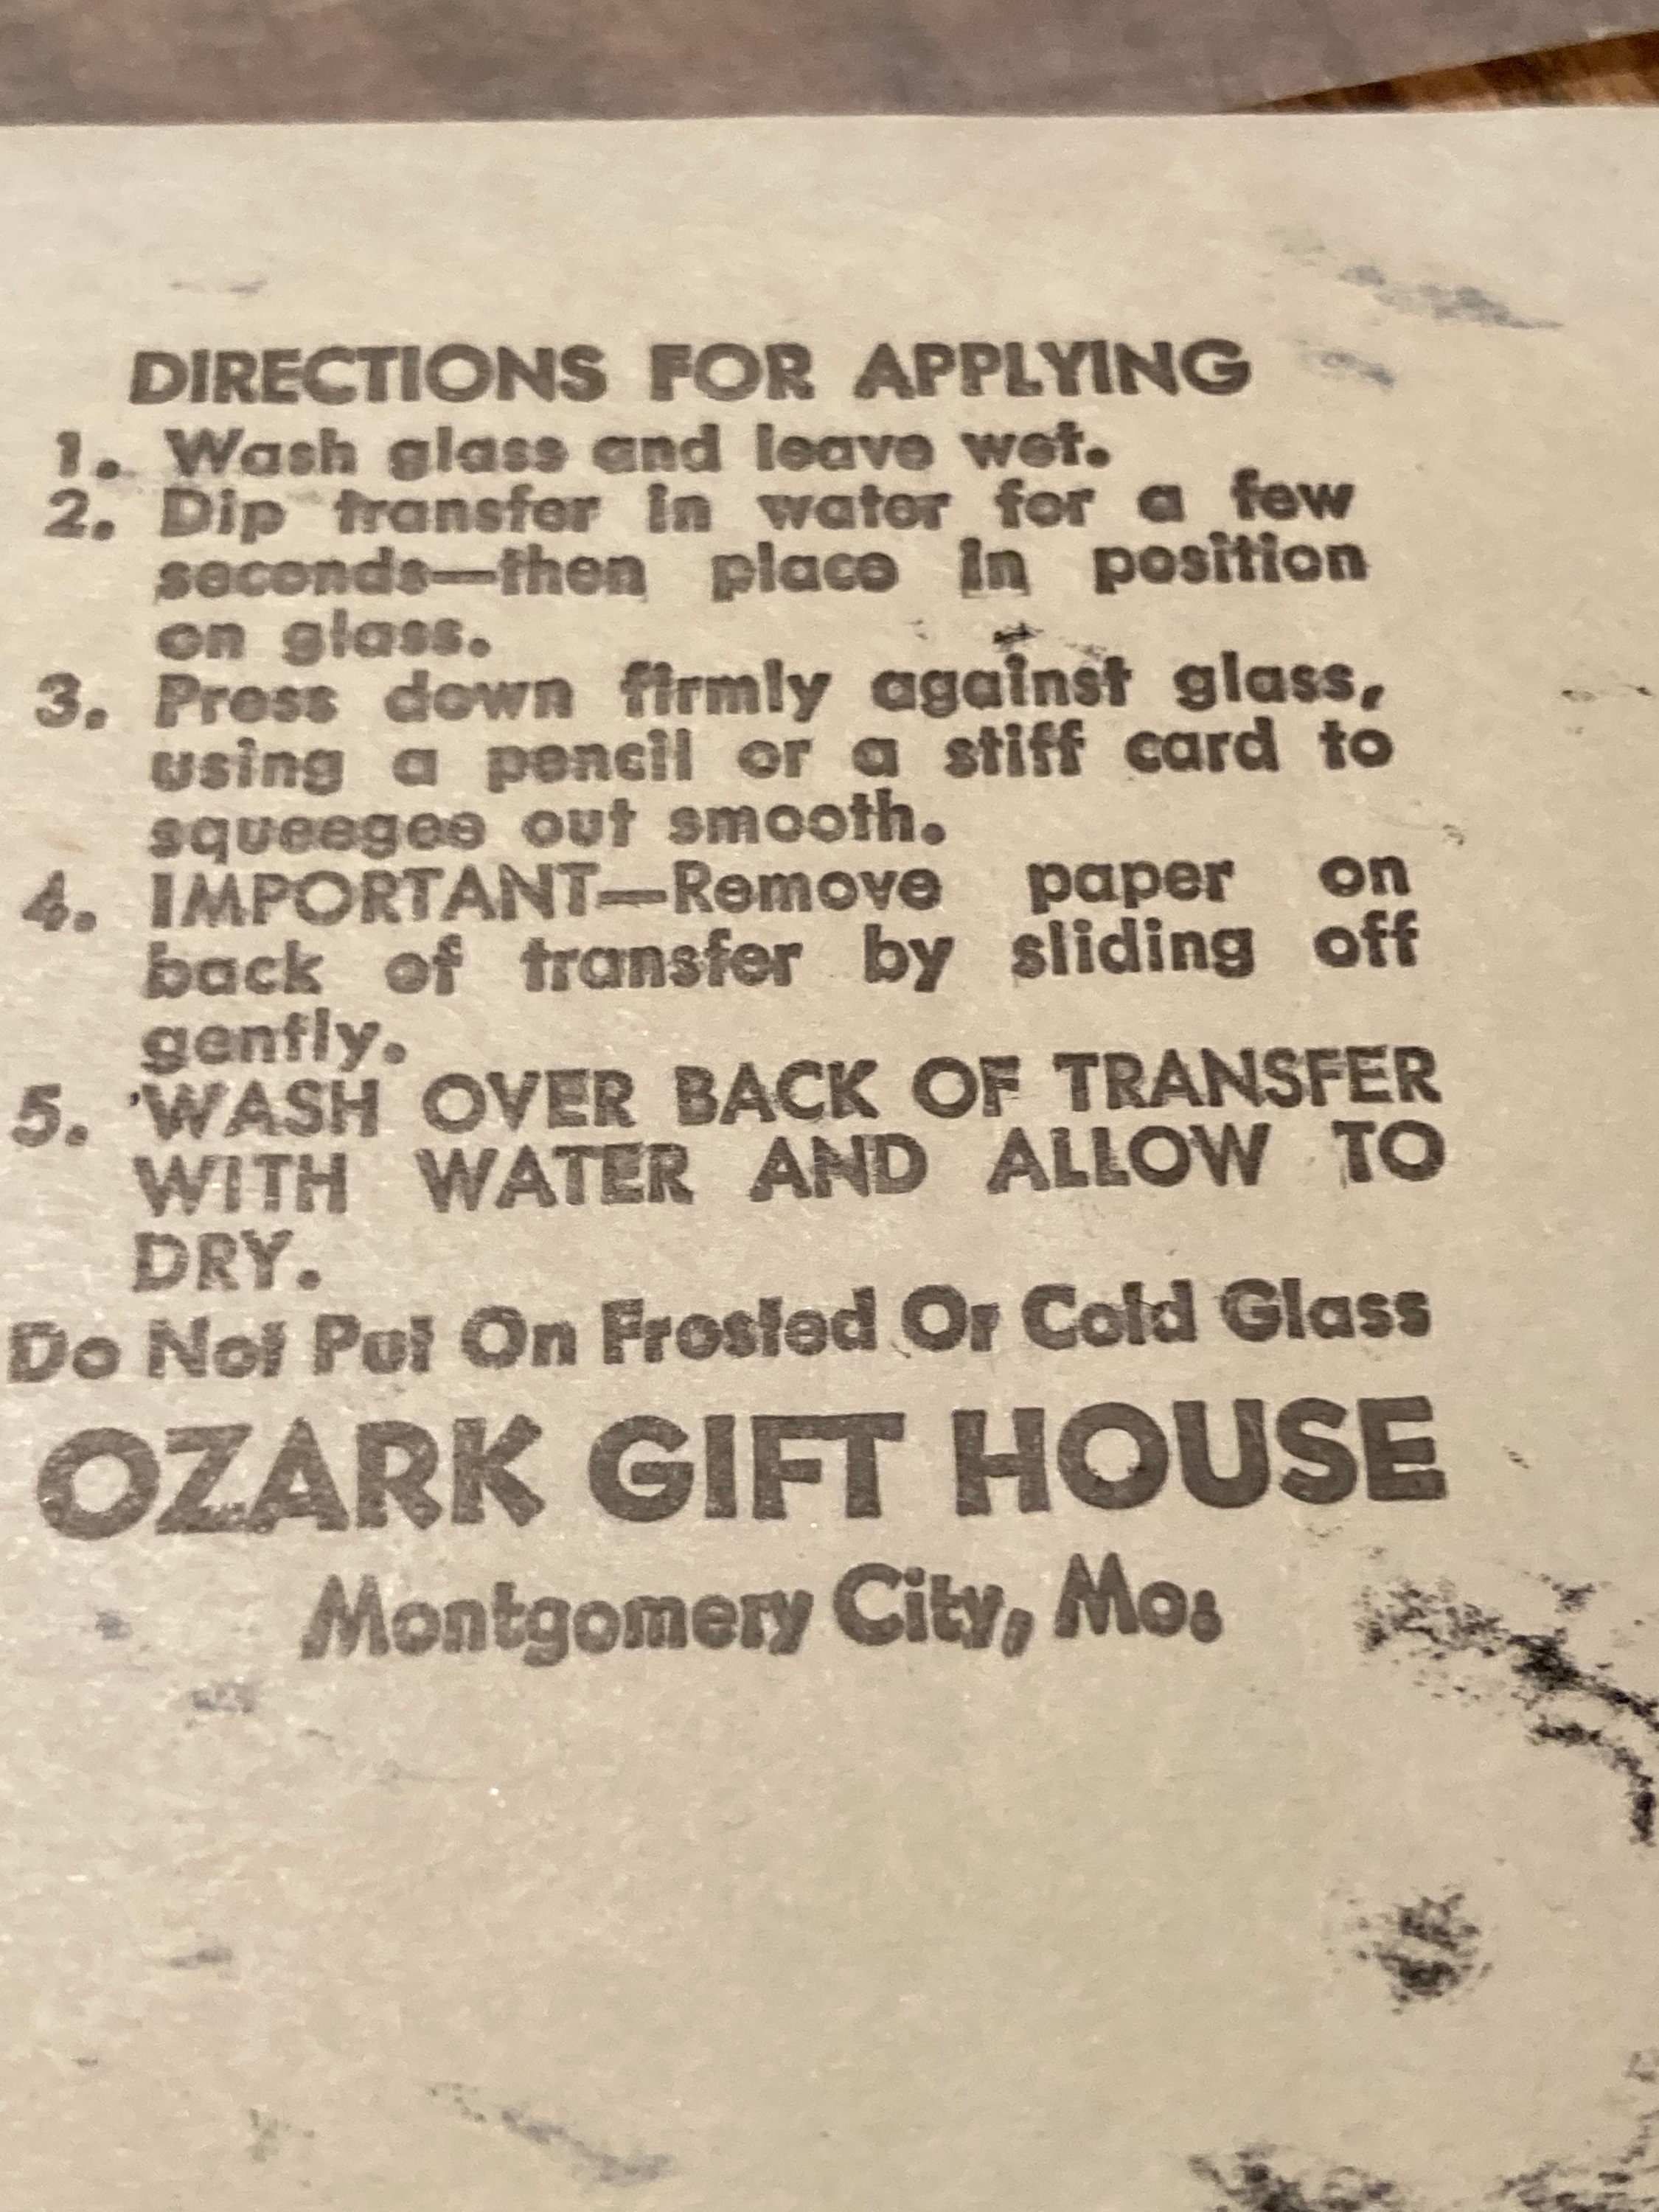 DIRECTIONS FOR APPLYING
1. Wash glass and leave wet.
2. Dip transfer in water for a few
seconds—then place in position
on glass.
3. Press down firmly against glass,
using a pencil or a stiff card to
squeegee out smooth.
4. IMPORTANT—Remove paper on
back of transfer by sliding off
gently.
5. WASH OVER BACK OF TRANSFER
WITH WATER AND ALLOW TO
DRY.
Do Not Put On Frosted Or Cold Glass
OZARK GIFT HOUSE
Montgomery City, Mo.